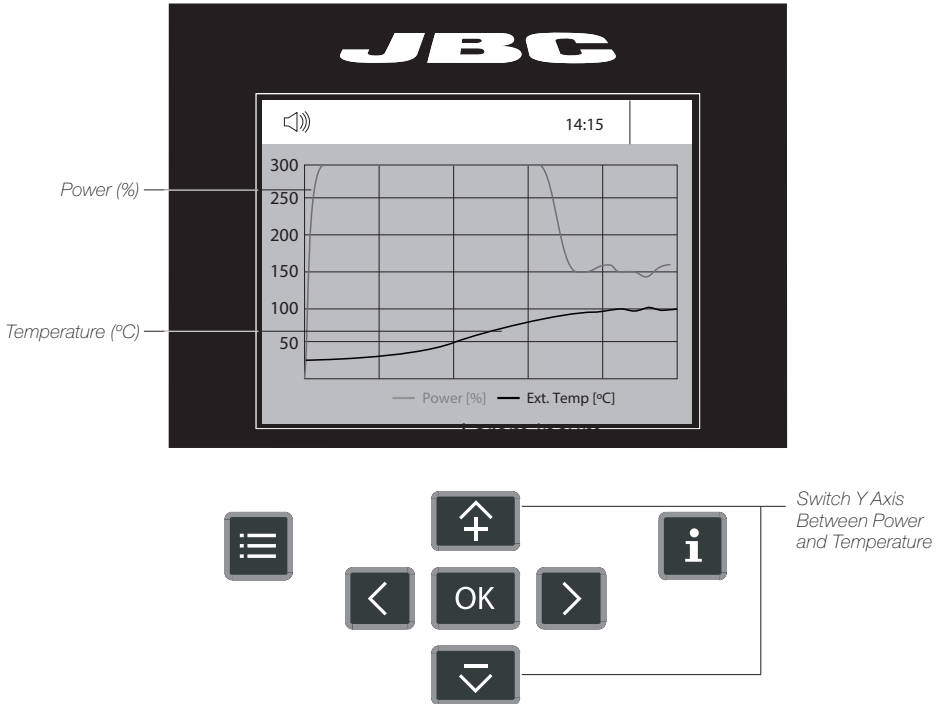 JBC
14:15
300
Power (%)
250
200
150
100
Temperature (ºC)
50
Power [%] Ext. Temp [ºC]
Switch Y Axis
Between Power
and Temperature
OK